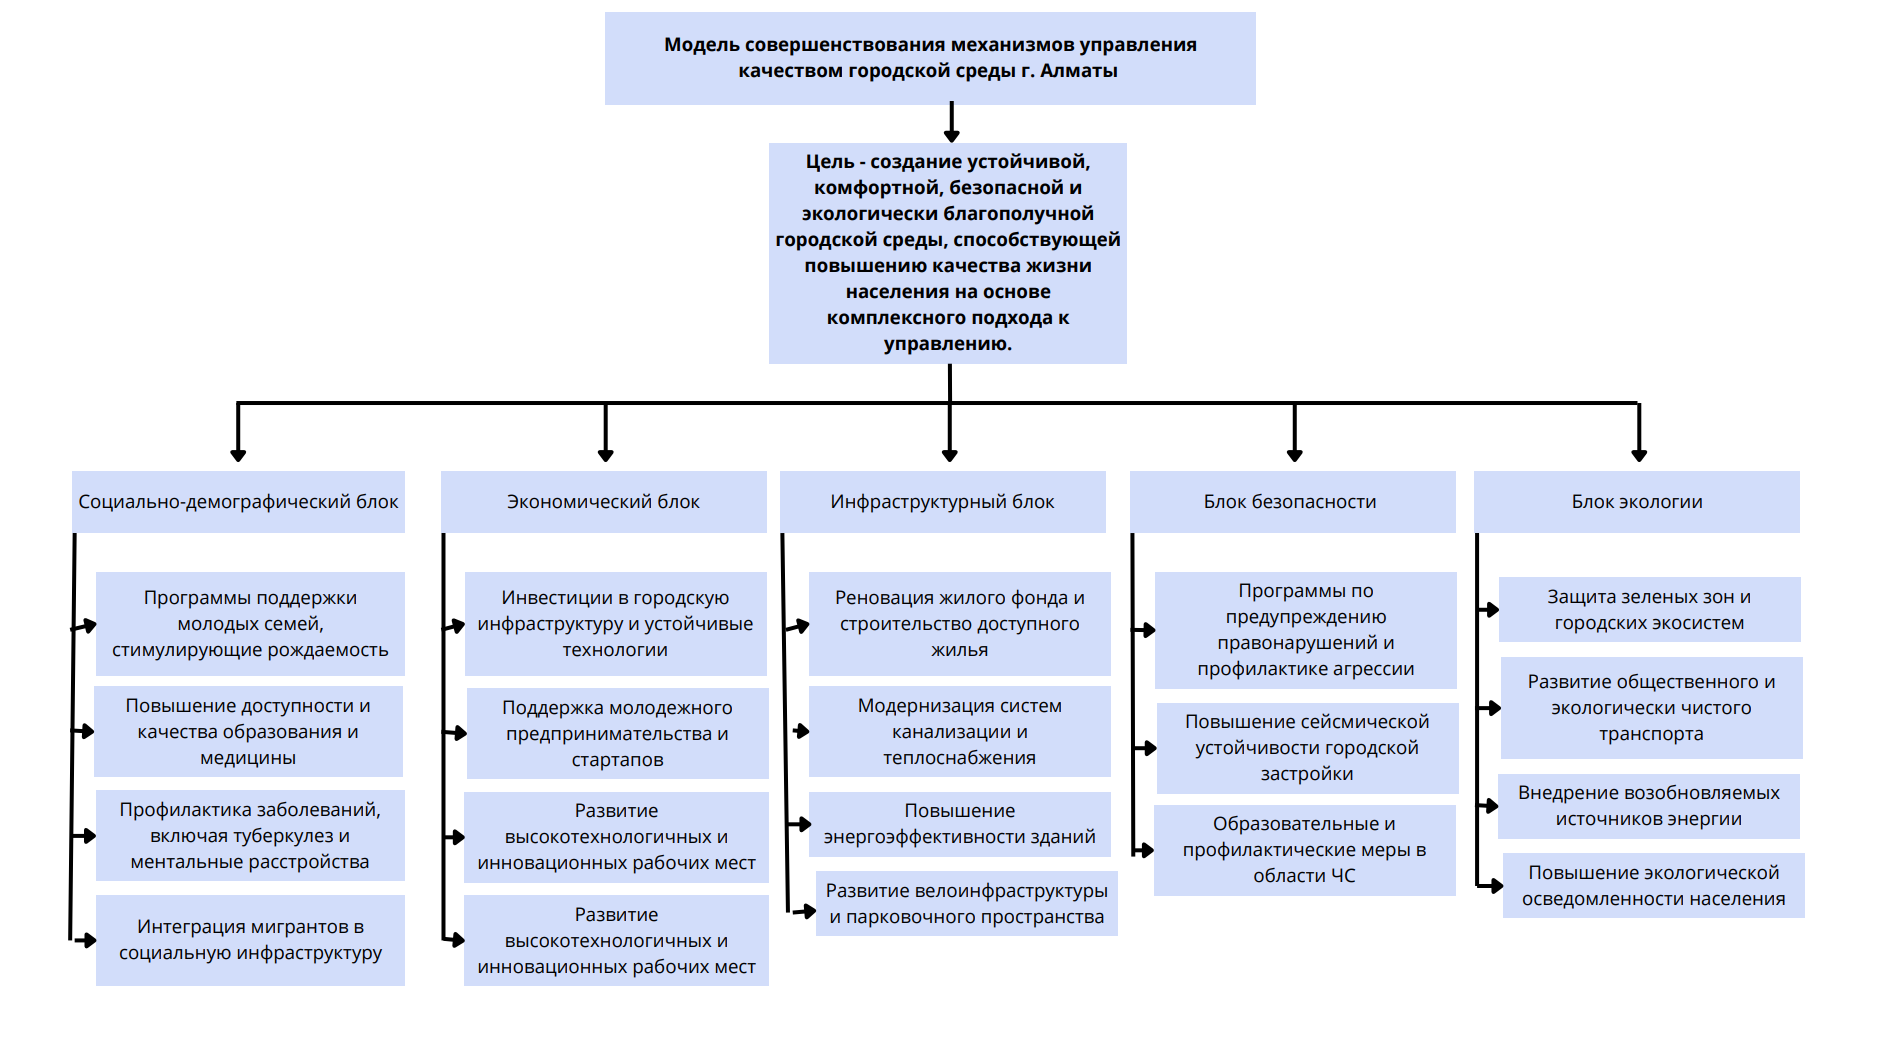 Модель совершенствования механизмов управления
качеством городской среды г. Алматы
Цель - создание устойчивой,
комфортной, безопасной и
экологически благополучной
городской среды, способствующей
повышению качества жизни
населения на основе
комплексного подхода к
управлению.
Социально-демографический блок
Программы поддержки
молодых семей,
стимулирующие рождаемость
Повышение доступности и
качества образования и
медицины
Профилактика заболеваний,
включая туберкулез и
ментальные расстройства
Интеграция мигрантов в
социальную инфраструктуру
Экономический блок
Инвестиции в городскую
инфраструктуру и устойчивые
технологии
Поддержка молодежного
предпринимательства и
стартапов
Развитие
высокотехнологичных и
инновационных рабочих мест
Развитие
высокотехнологичных и
инновационных рабочих мест
Инфраструктурный блок
Реновация жилого фонда и
строительство доступного
жилья
Модернизация систем
канализации и
теплоснабжения
Повышение
энергоэффективности зданий
Развитие велоинфраструктуры
и парковочного пространства
Блок безопасности
Программы по
предупреждению
правонарушений и
профилактике агрессии
Повышение сейсмической
устойчивости городской
застройки
Образовательные и
профилактические меры в
области ЧС
Блок экологии
Защита зеленых зон и
городских экосистем
Развитие общественного и
экологически чистого
транспорта
Внедрение возобновляемых
источников энергии
Повышение экологической
осведомленности населения